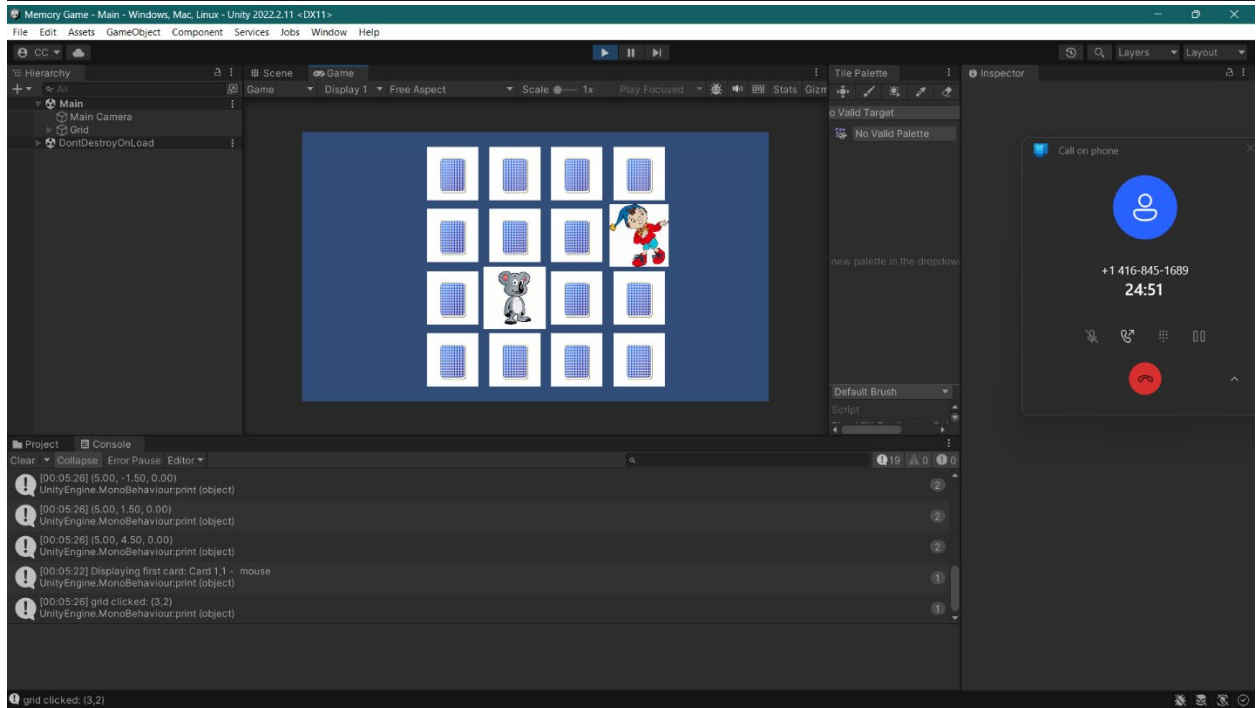 Memory Game - Main - Windows, Mac, Linux - Unity 2022.2.11 <DX11>
File Edit Assets GameObject Component Services Jobs Window Help
CC Layers Layout
Hierarchy Scene Game Tile Palette Inspector
All Game Display 1 Free Aspect Scale 1x Play Focused Stats Gizm
Main
Main Camera
Grid
DontDestroyOnLoad
o Valid Target
No Valid Palette
new palette in the dropdow
Default Brush
Script
Call on phone
+1 416-845-1689
24:51
Project Console
Clear Collapse Error Pause Editor 19 0 0
[00:05:26] (5.00, -1.50, 0.00)
UnityEngine.MonoBehaviour:print (object) 2
[00:05:26] (5.00, 1.50, 0.00)
UnityEngine.MonoBehaviour:print (object) 2
[00:05:26] (5.00, 4.50, 0.00)
UnityEngine.MonoBehaviour:print (object) 2
[00:05:22] Displaying first card: Card 1,1 - mouse
UnityEngine.MonoBehaviour:print (object) 1
[00:05:26] grid clicked: (3,2)
UnityEngine.MonoBehaviour:print (object) 1
grid clicked: (3,2)